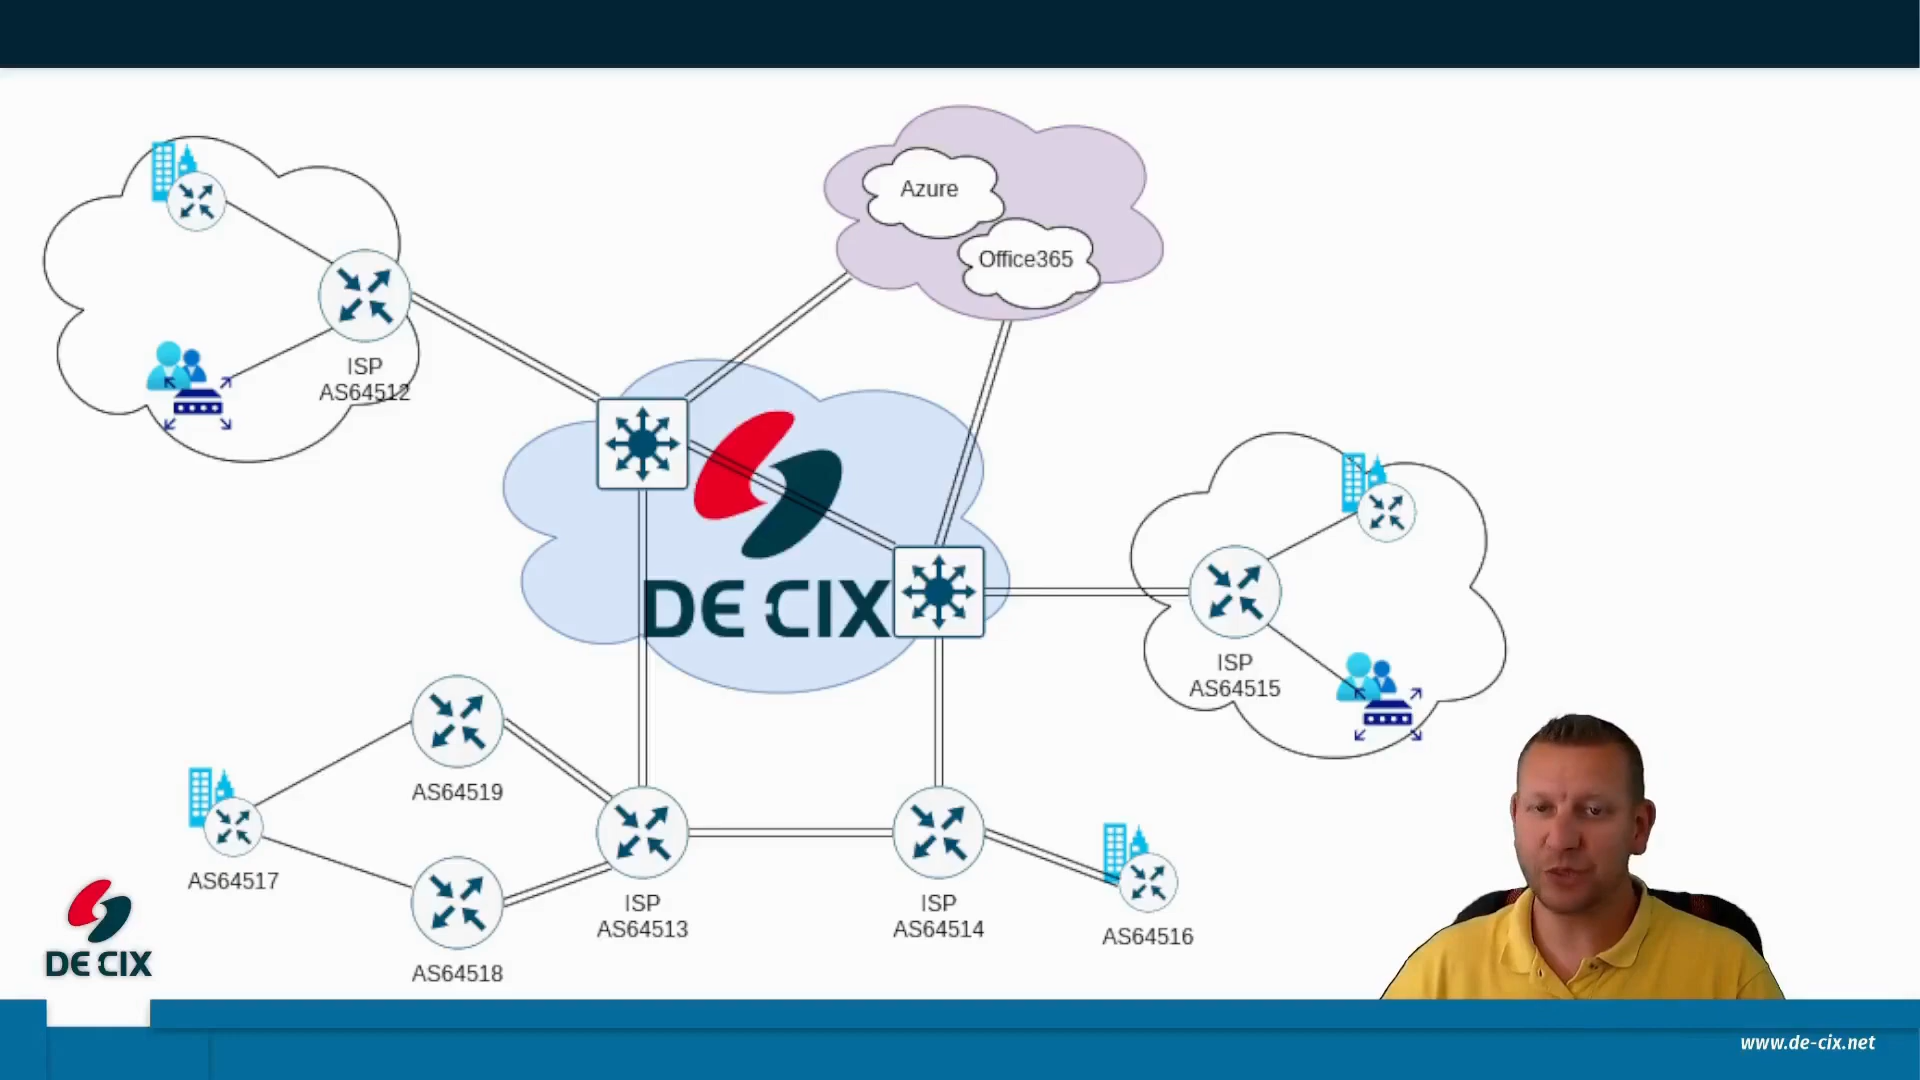 Azure
Office365
ISP
AS64512
DE CIX
ISP
AS64515
AS64519
AS64517
ISP
AS64513
ISP
AS64514
AS64516
AS64518
DE CIX
www.de-cix.net